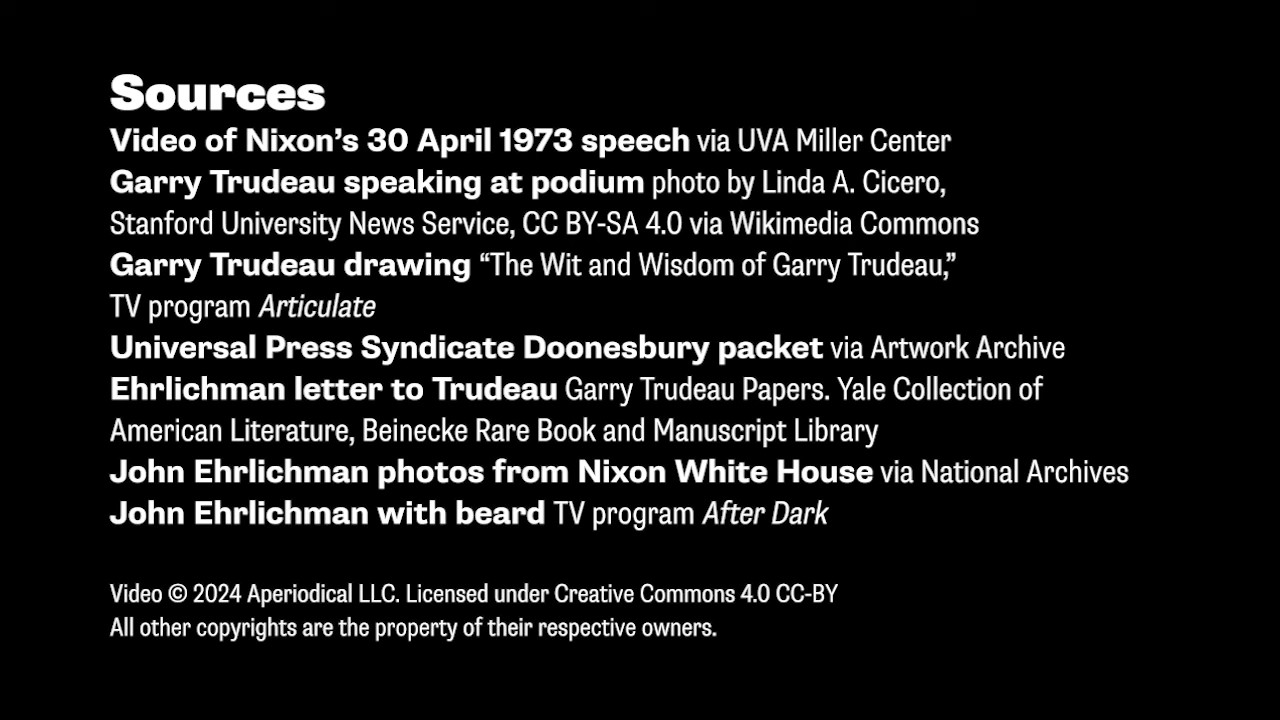 Sources
Video of Nixon’s 30 April 1973 speech via UVA Miller Center
Garry Trudeau speaking at podium photo by Linda A. Cicero,
Stanford University News Service, CC BY-SA 4.0 via Wikimedia Commons
Garry Trudeau drawing “The Wit and Wisdom of Garry Trudeau,”
TV program Articulate
Universal Press Syndicate Doonesbury packet via Artwork Archive
Ehrlichman letter to Trudeau Garry Trudeau Papers. Yale Collection of
American Literature, Beinecke Rare Book and Manuscript Library
John Ehrlichman photos from Nixon White House via National Archives
John Ehrlichman with beard TV program After Dark
Video © 2024 Aperiodical LLC. Licensed under Creative Commons 4.0 CC-BY
All other copyrights are the property of their respective owners.